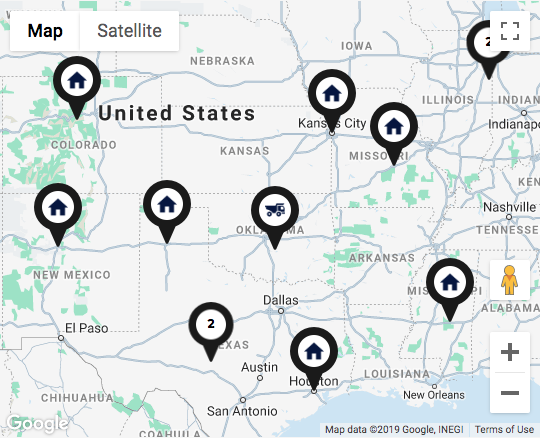 Map
Satellite
2
IOWA
NEBRASKA
United States
ILLINOIS
INDIAN
Indianapo
Kansas City
COLORADO
KANSAS
MISSOURI
Nashville
TENNESSEE
OKLAHOMA
ARKANSAS
NEW MEXICO
MISSISSIPPI
ALABAMA
Dallas
El Paso
2
TEXAS
Austin
Houston
LOUISIANA
New Orleans
San Antonio
CHIHUAHUA
COAHUILA
Google
Map data ©2019 Google, INEGI
Terms of Use